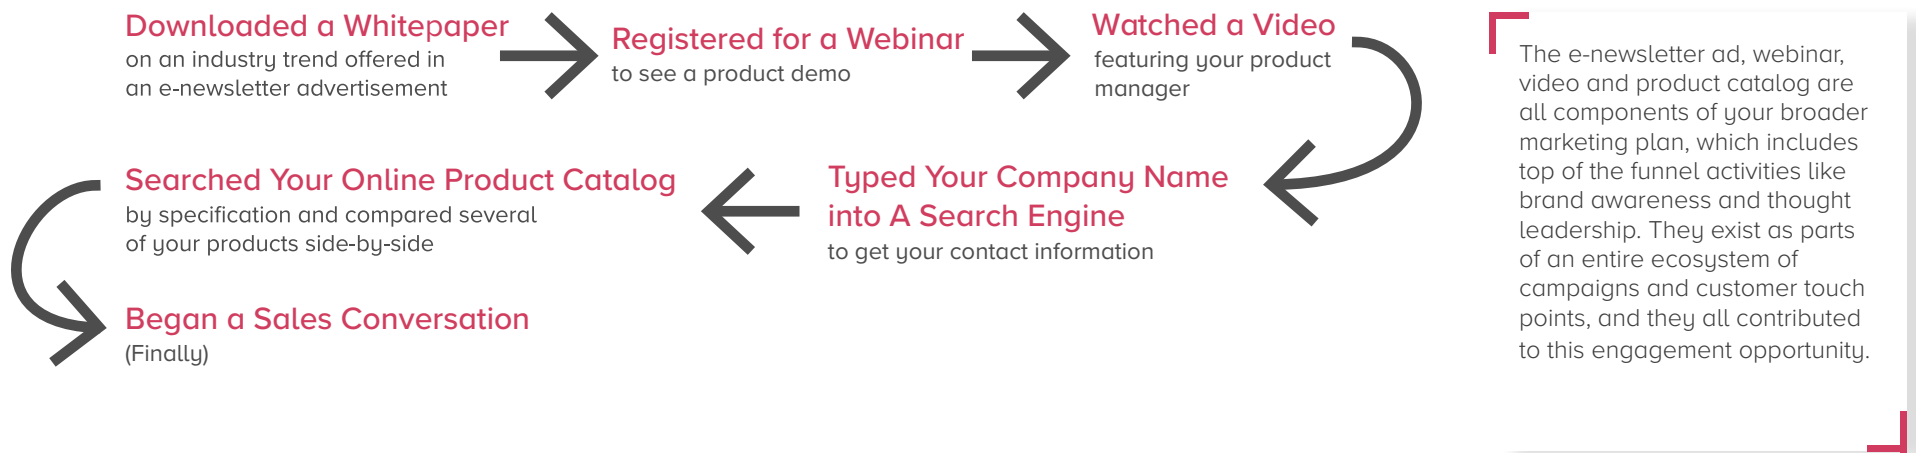 Downloaded a Whitepaper
on an industry trend offered in
an e-newsletter advertisement
Registered for a Webinar
to see a product demo
Watched a Video
featuring your product
manager
Typed Your Company Name
into A Search Engine
to get your contact information
Searched Your Online Product Catalog
by specification and compared several
of your products side-by-side
Began a Sales Conversation
(Finally)
The e-newsletter ad, webinar,
video and product catalog are
all components of your broader
marketing plan, which includes
top of the funnel activities like
brand awareness and thought
leadership. They exist as parts
of an entire ecosystem of
campaigns and customer touch
points, and they all contributed
to this engagement opportunity.